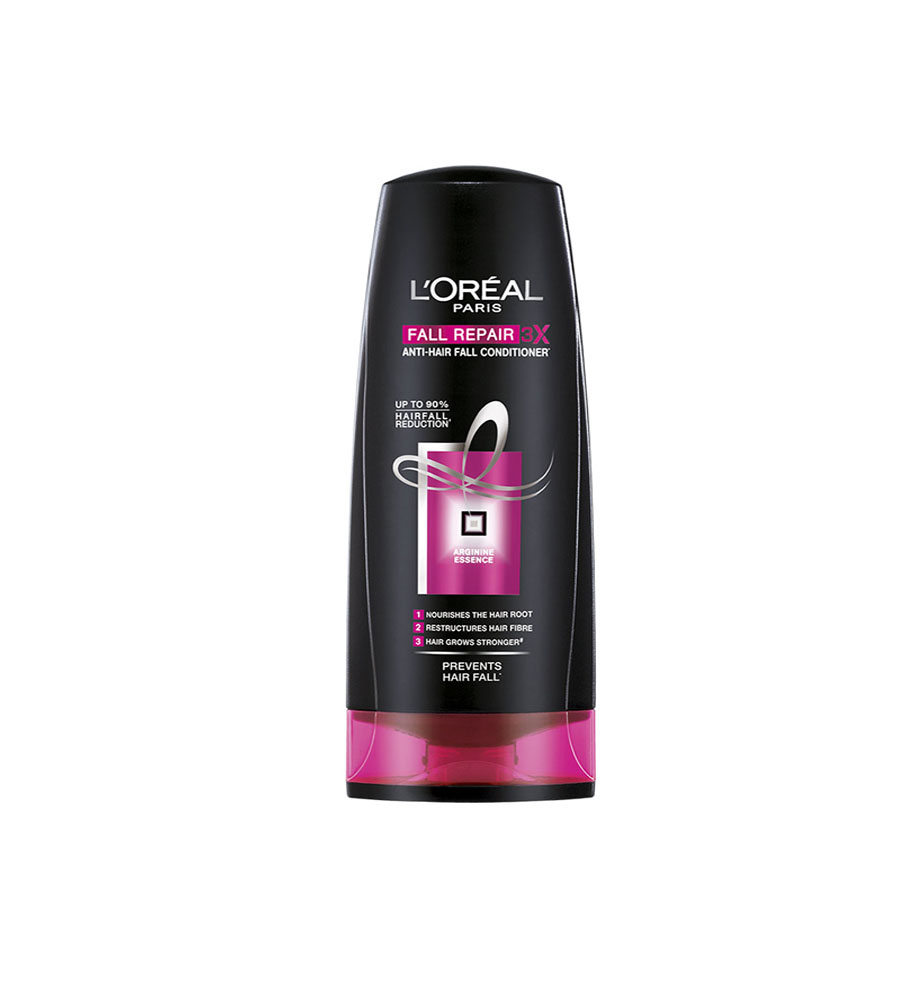 L'ORÉAL
PARIS
FALL REPAIR 3X
ANTI-HAIR FALL CONDITIONER*
UP TO 90%
HAIRFALL
REDUCTION*
ARGININE
ESSENCE
1 NOURISHES THE HAIR ROOT
2 RESTRUCTURES HAIR FIBRE
3 HAIR GROWS STRONGER#
PREVENTS
HAIR FALL*